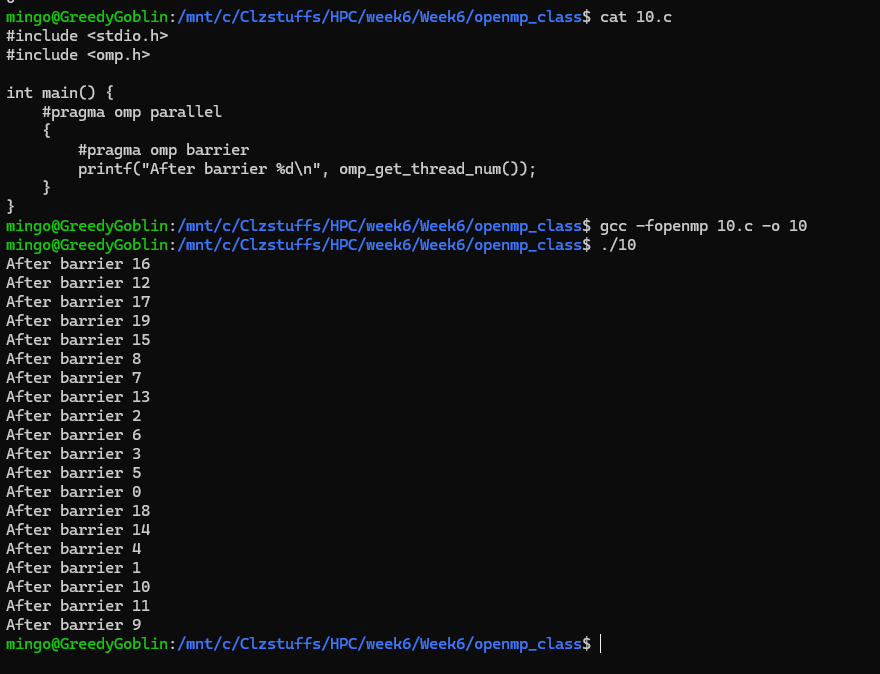 mingo@GreedyGoblin:/mnt/c/Clzstuffs/HPC/week6/Week6/openmp_class$ cat 10.c
#include <stdio.h>
#include <omp.h>

int main() {
    #pragma omp parallel
    {
        #pragma omp barrier
        printf("After barrier %d\n", omp_get_thread_num());
    }
}
mingo@GreedyGoblin:/mnt/c/Clzstuffs/HPC/week6/Week6/openmp_class$ gcc -fopenmp 10.c -o 10
mingo@GreedyGoblin:/mnt/c/Clzstuffs/HPC/week6/Week6/openmp_class$ ./10
After barrier 16
After barrier 12
After barrier 17
After barrier 19
After barrier 15
After barrier 8
After barrier 7
After barrier 13
After barrier 2
After barrier 6
After barrier 3
After barrier 5
After barrier 0
After barrier 18
After barrier 14
After barrier 4
After barrier 1
After barrier 10
After barrier 11
After barrier 9
mingo@GreedyGoblin:/mnt/c/Clzstuffs/HPC/week6/Week6/openmp_class$